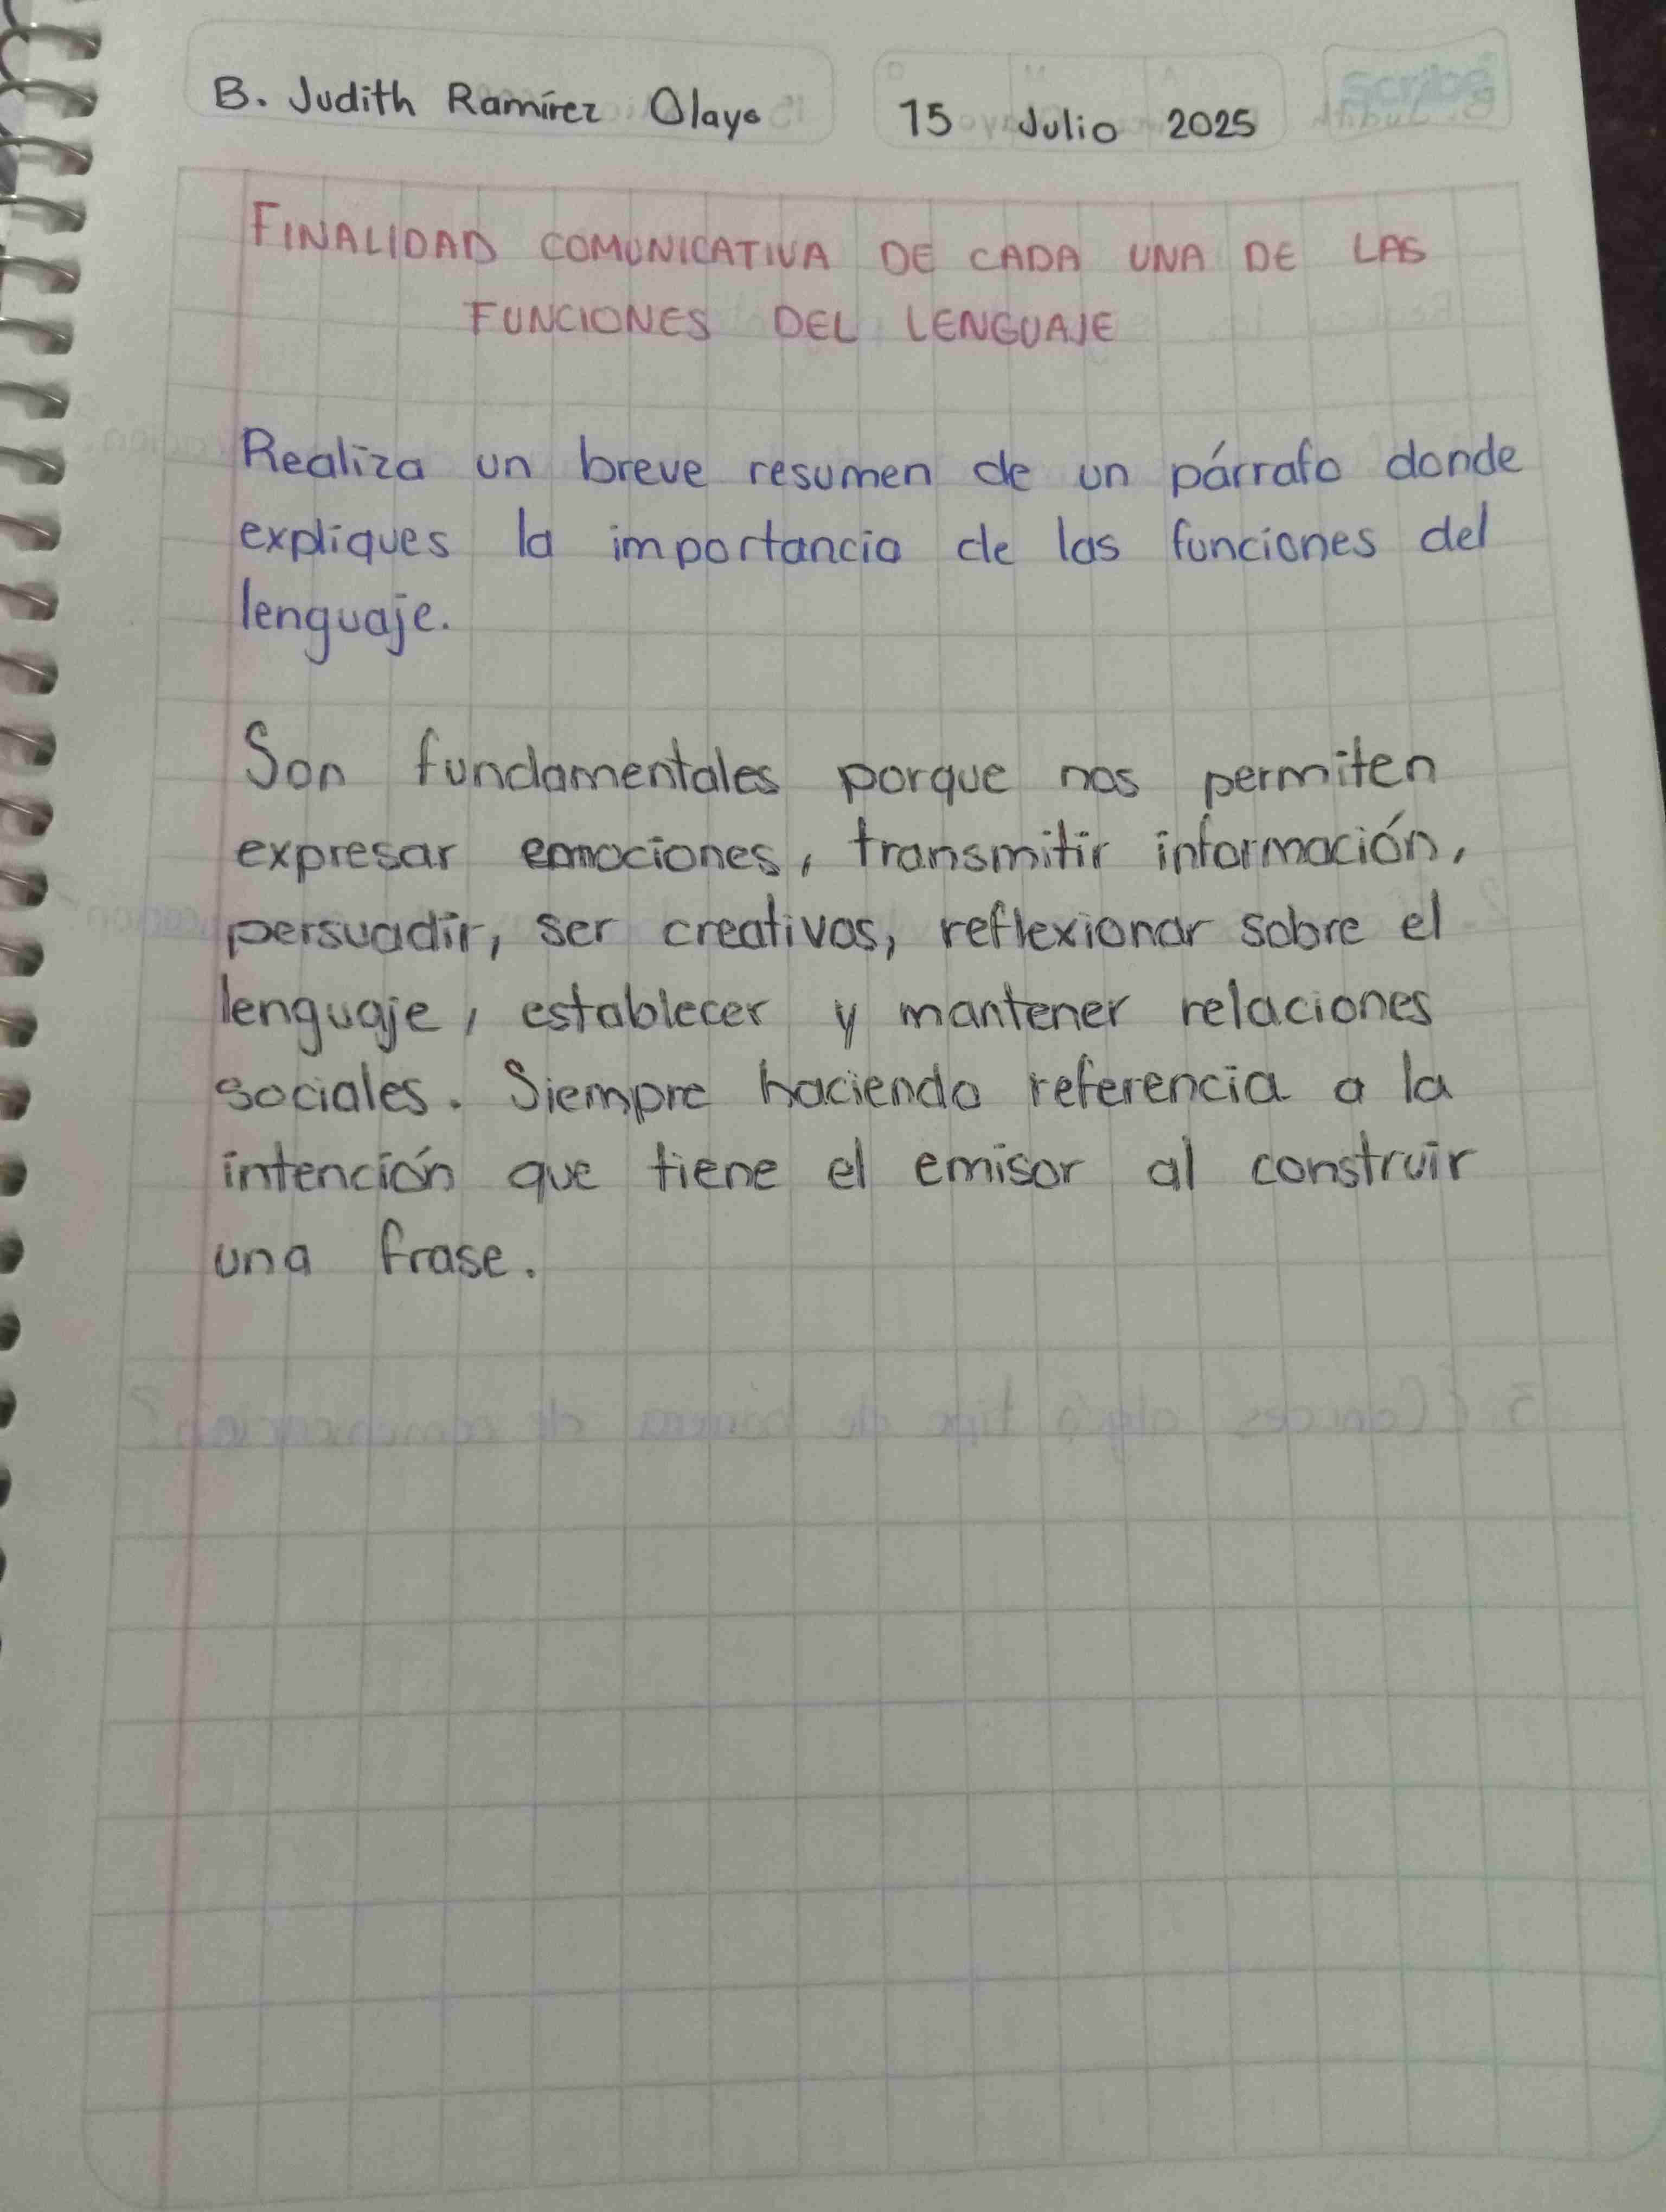 B. Judith Ramírez Olayo
15 Julio 2025
scribe
FINALIDAD COMUNICATIVA DE CADA UNA DE LAS
FUNCIONES DEL LENGUAJE
Realiza un breve resumen de un párrafo donde
expliques la importancia de las funciones del
lenguaje.
Son fundamentales porque nos permiten
expresar emociones, transmitir información,
persuadir, ser creativos, reflexionar sobre el
lenguaje, establecer y mantener relaciones
sociales. Siempre haciendo referencia a la
intención que tiene el emisor al construir
una frase.